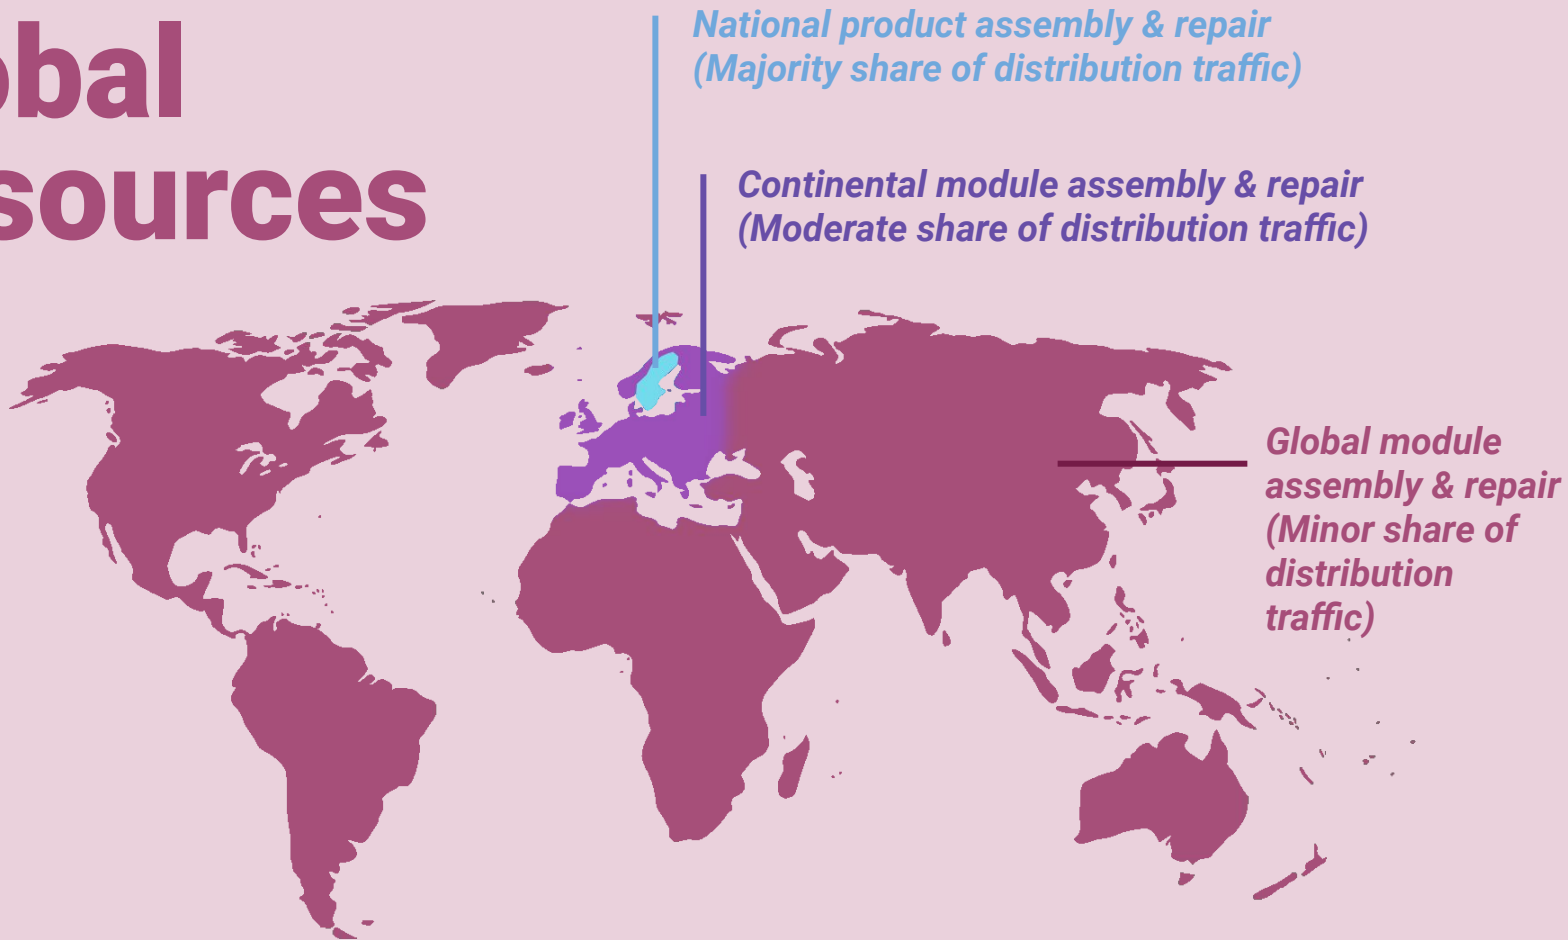 obal
sources
National product assembly & repair
(Majority share of distribution traffic)
Continental module assembly & repair
(Moderate share of distribution traffic)
Global module
assembly & repair
(Minor share of
distribution
traffic)